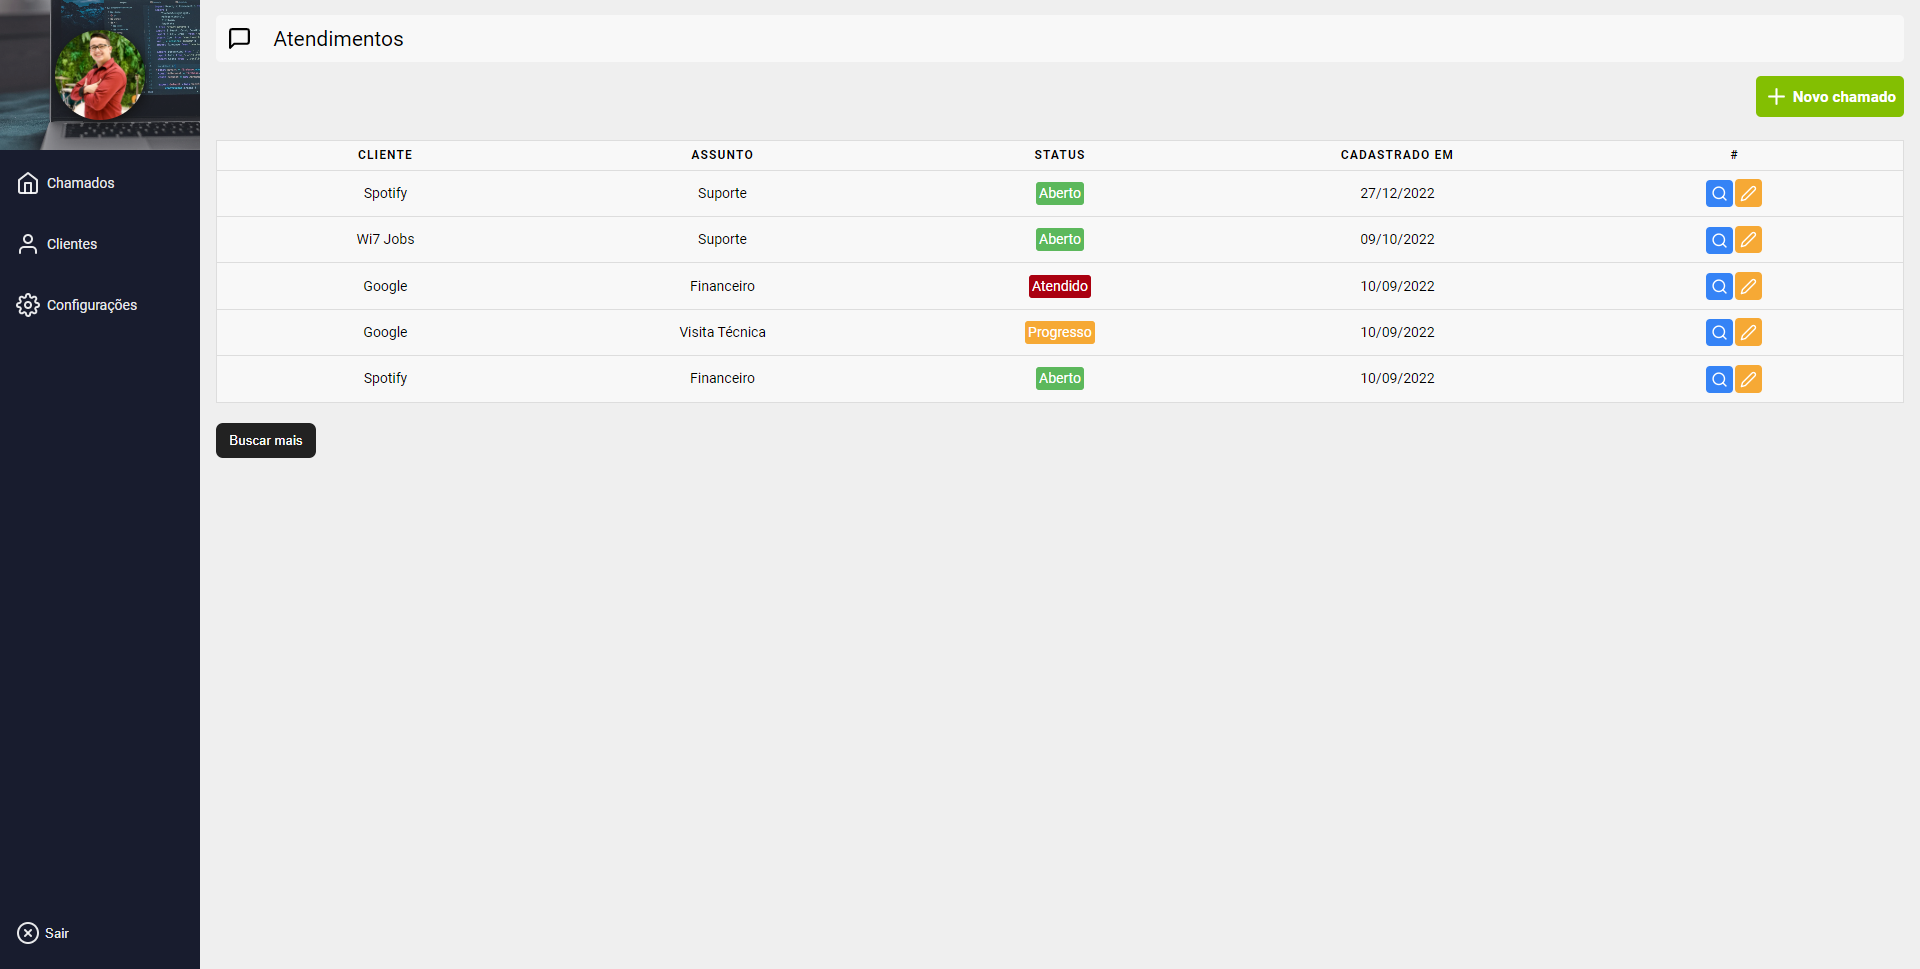 Atendimentos
Novo chamado
Chamados
Clientes
Configurações
Sair
CLIENTE ASSUNTO STATUS CADASTRADO EM #
Spotify Suporte Aberto 27/12/2022
Wi7 Jobs Suporte Aberto 09/10/2022
Google Financeiro Atendido 10/09/2022
Google Visita Técnica Progresso 10/09/2022
Spotify Financeiro Aberto 10/09/2022
Buscar mais